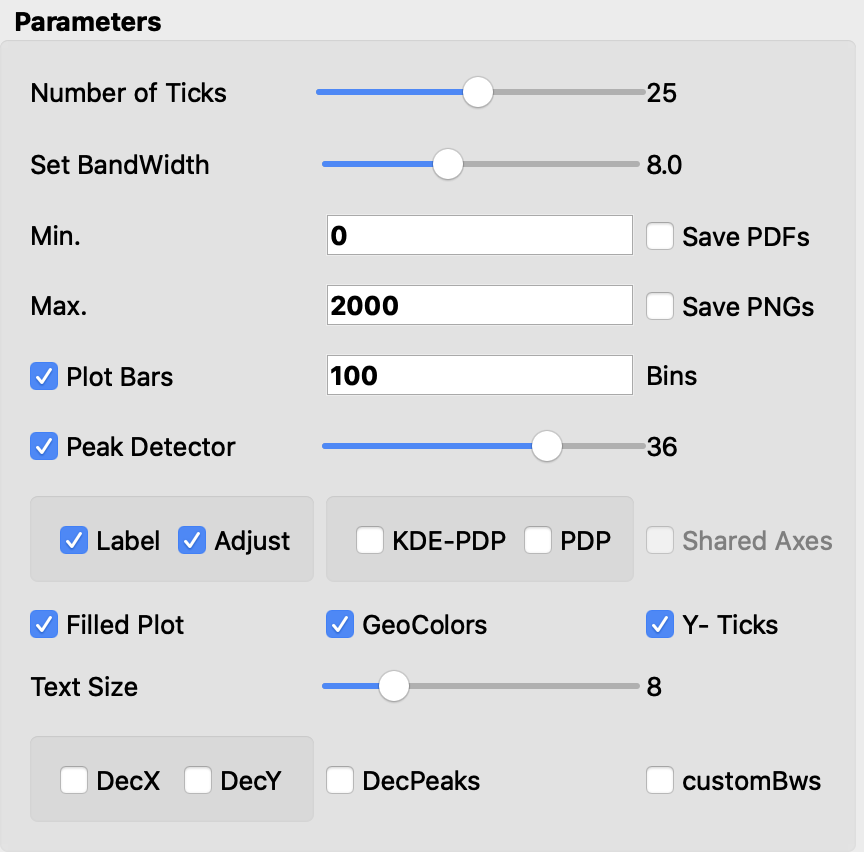 Parameters
Number of Ticks 25
Set BandWidth 8.0
Min. 0 Save PDFs
Max. 2000 Save PNGs
Plot Bars 100 Bins
Peak Detector 36
Label Adjust KDE-PDP PDP Shared Axes
Filled Plot GeoColors Y- Ticks
Text Size 8
DecX DecY DecPeaks customBws